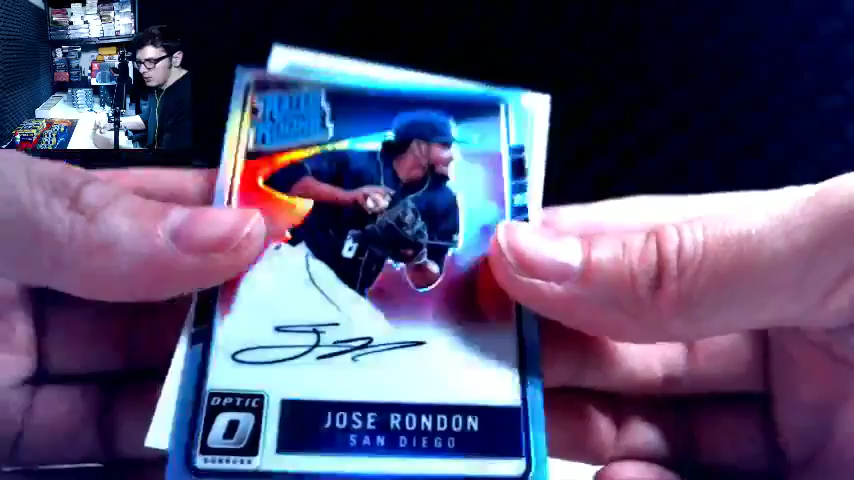 RATED
ROOKIE
OPTIC
DONRUSS
JOSE RONDON
SAN DIEGO